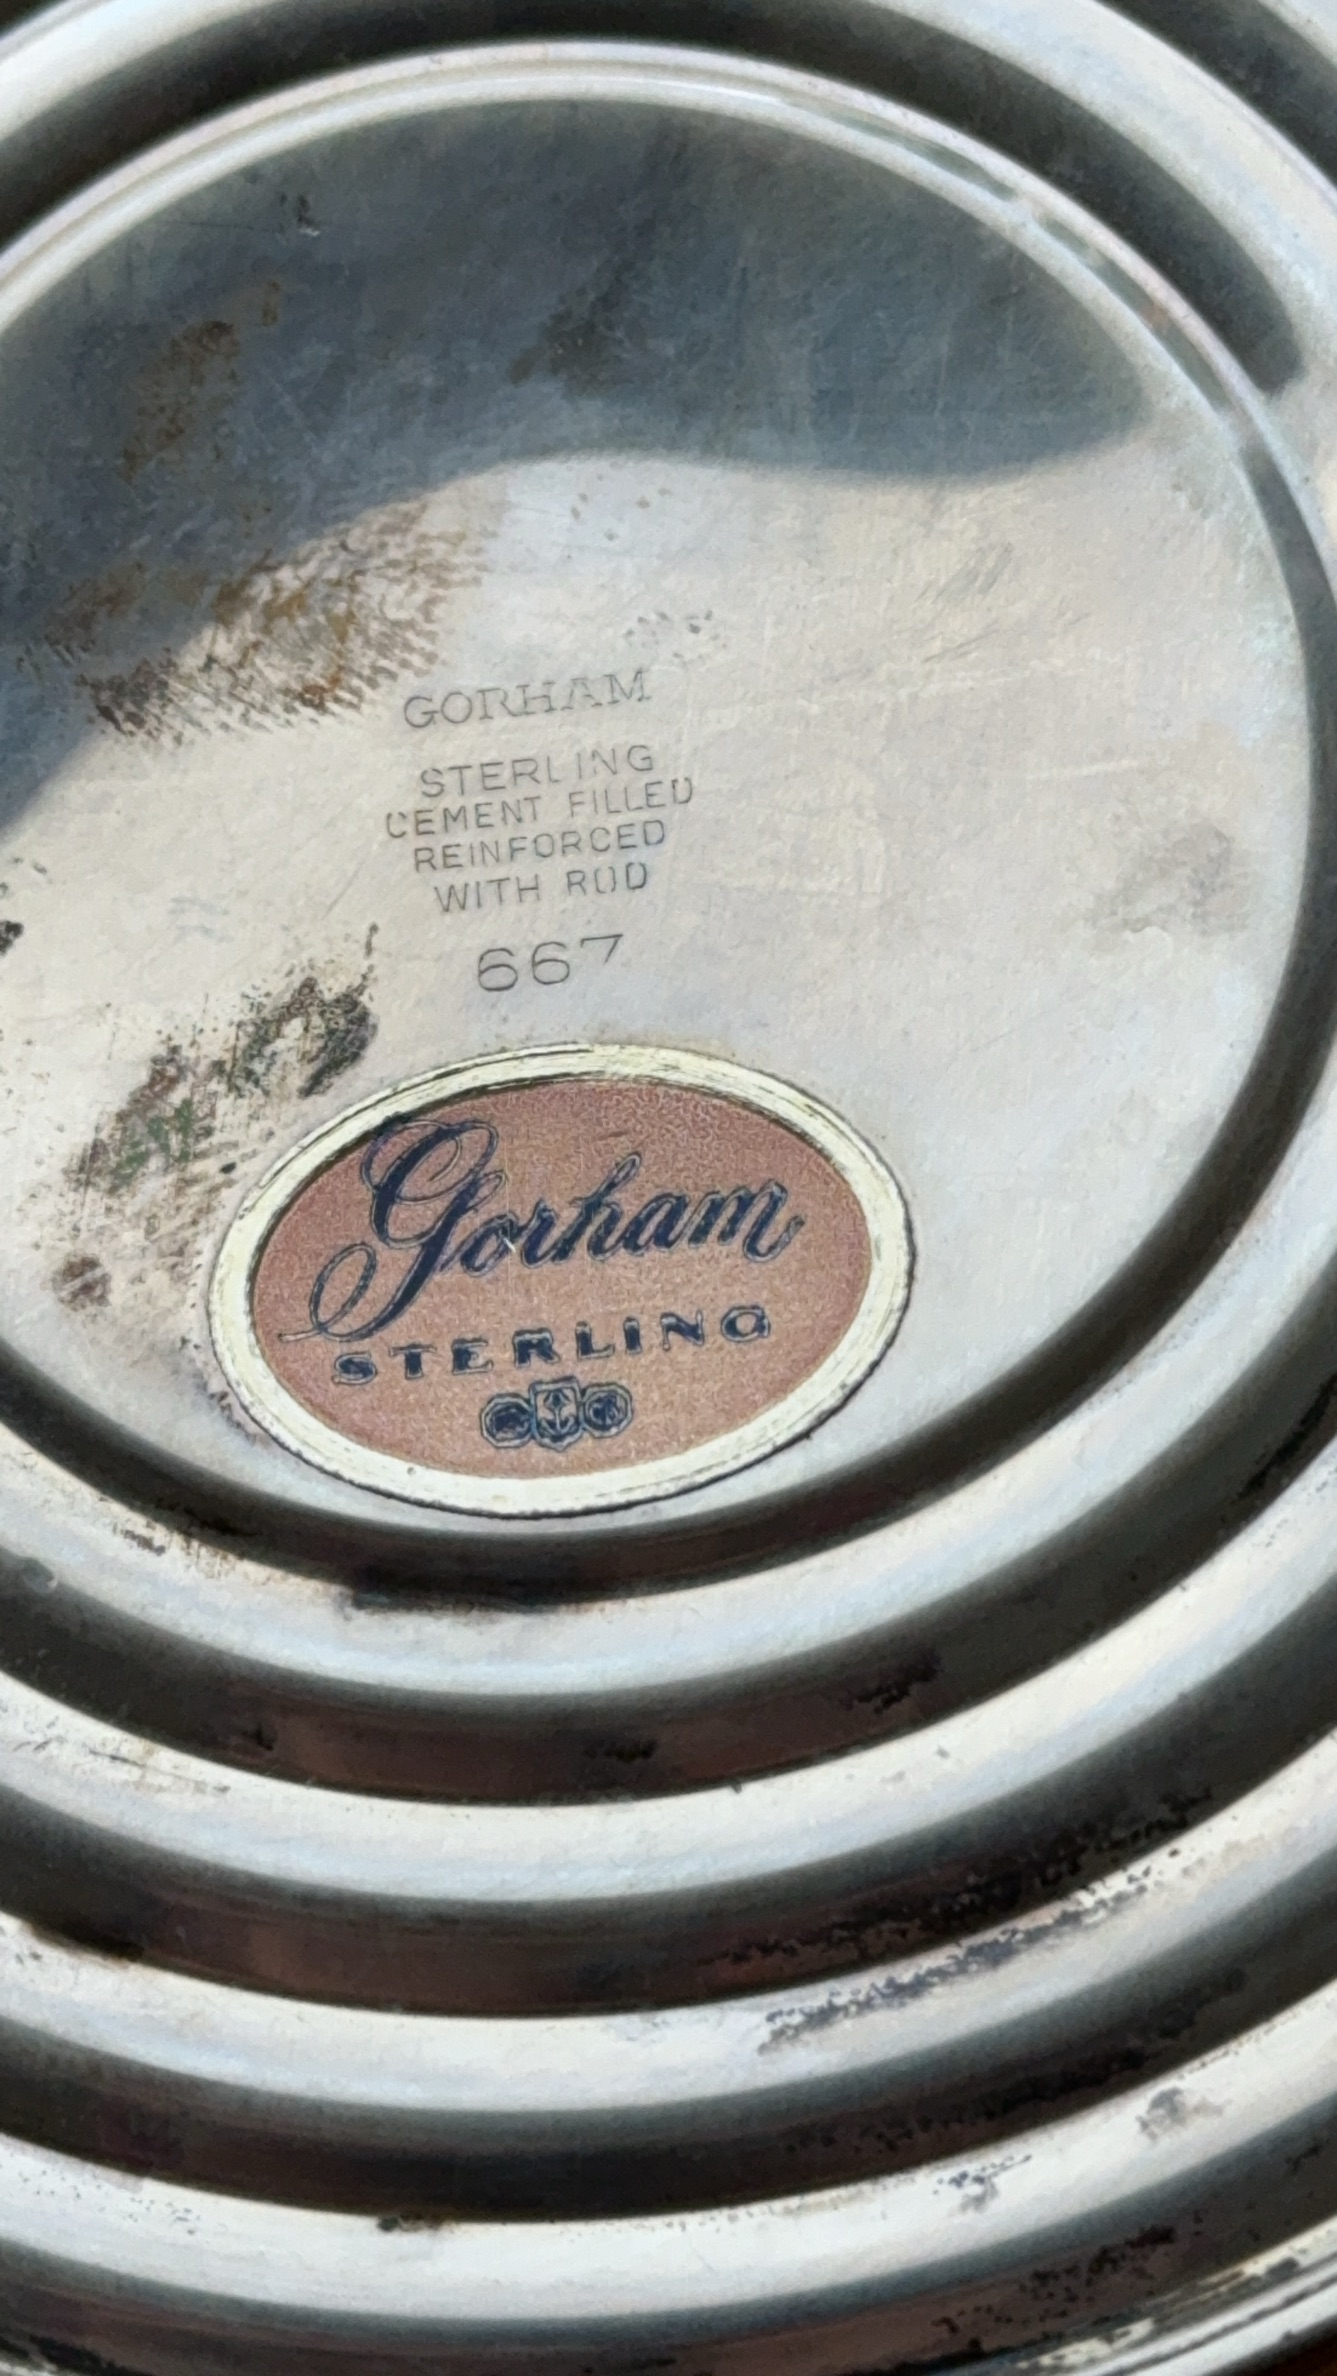 GORHAM
STERLING
CEMENT FILLED
REINFORCED
WITH ROD
667
Gorham
STERLING